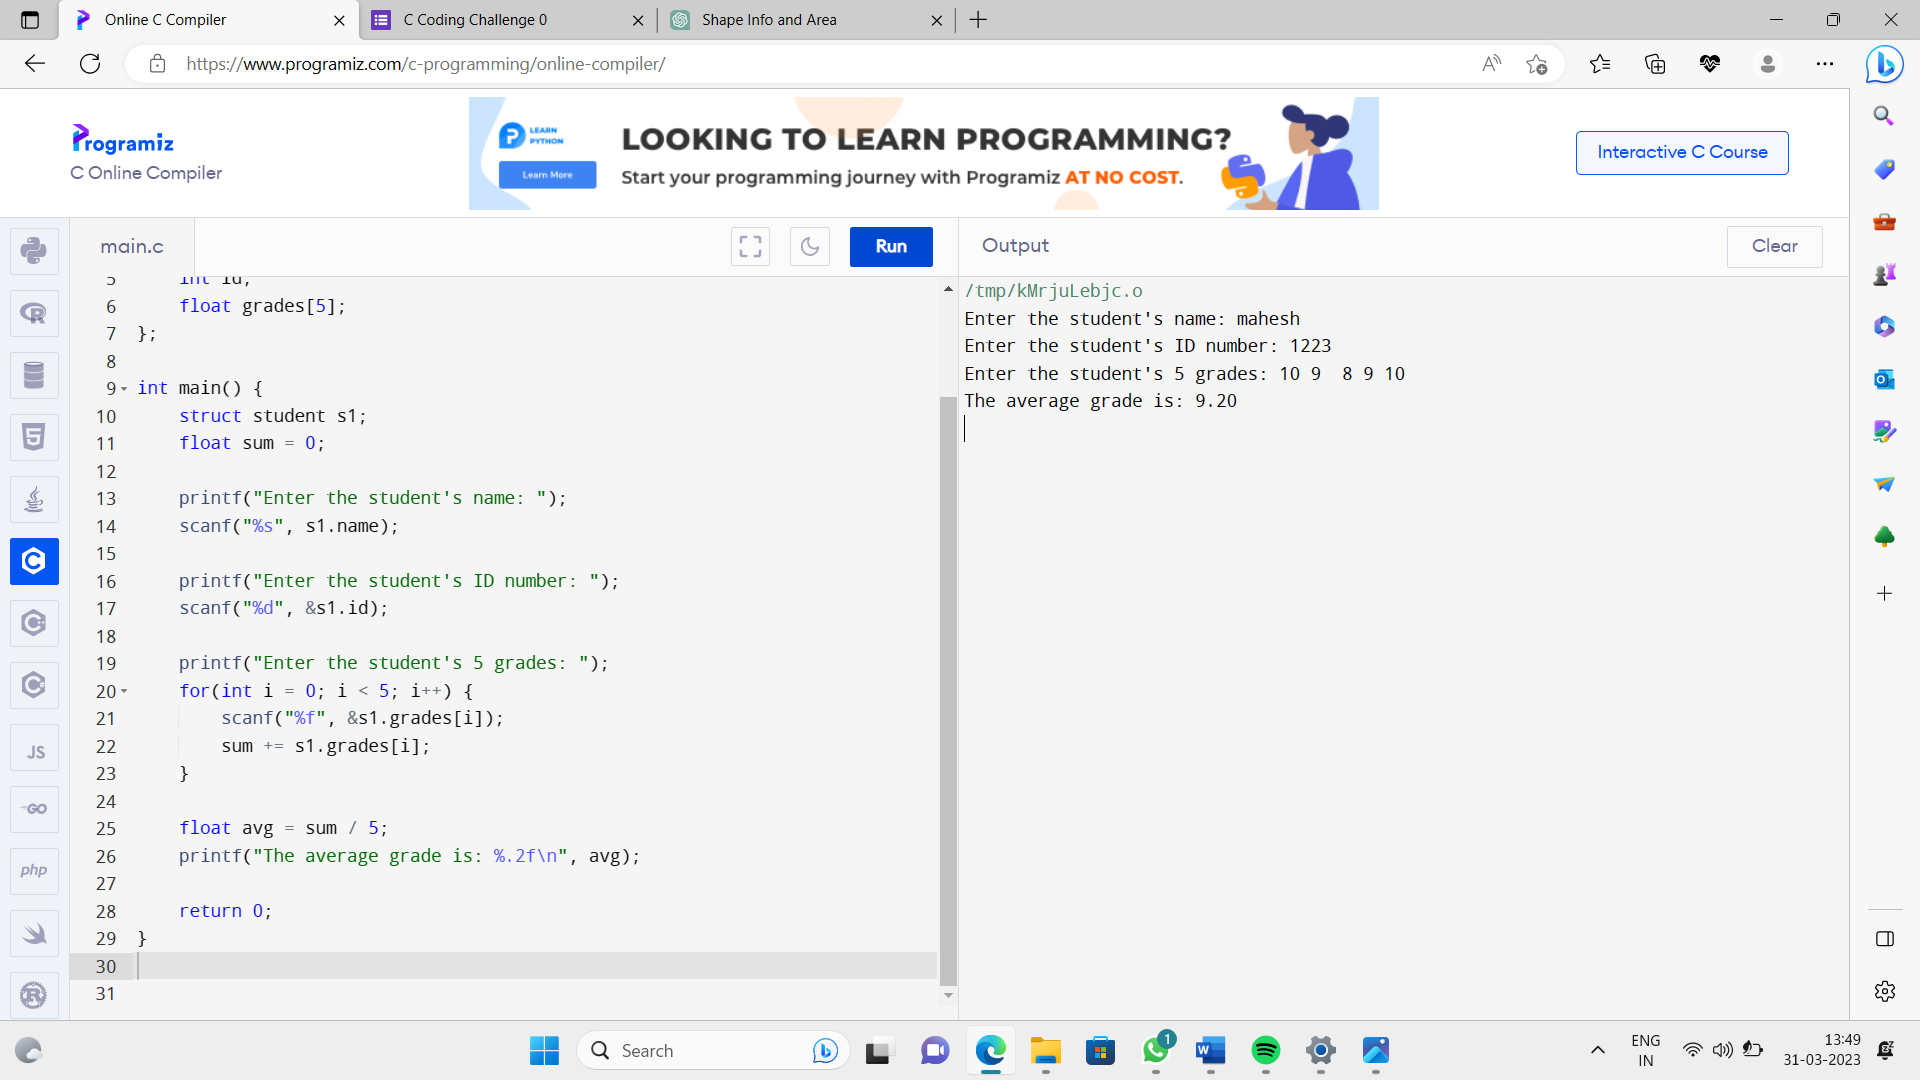 Online C Compiler
C Coding Challenge 0
Shape Info and Area
https://www.programiz.com/c-programming/online-compiler/
Programiz
C Online Compiler
LEARN
PYTHON
Learn More
LOOKING TO LEARN PROGRAMMING?
Start your programming journey with Programiz AT NO COST.
Interactive C Course
main.c
Run
Output
Clear
5     int id;
6     float grades[5];
7 };
8
9 int main() {
10     struct student s1;
11     float sum = 0;
12
13     printf("Enter the student's name: ");
14     scanf("%s", s1.name);
15
16     printf("Enter the student's ID number: ");
17     scanf("%d", &s1.id);
18
19     printf("Enter the student's 5 grades: ");
20     for(int i = 0; i < 5; i++) {
21         scanf("%f", &s1.grades[i]);
22         sum += s1.grades[i];
23     }
24
25     float avg = sum / 5;
26     printf("The average grade is: %.2f\n", avg);
27
28     return 0;
29 }
30
31
/tmp/kMrjuLebjc.o
Enter the student's name: mahesh
Enter the student's ID number: 1223
Enter the student's 5 grades: 10 9  8 9 10
The average grade is: 9.20
JS
GO
php
Search
1
ENG
IN
13:49
31-03-2023